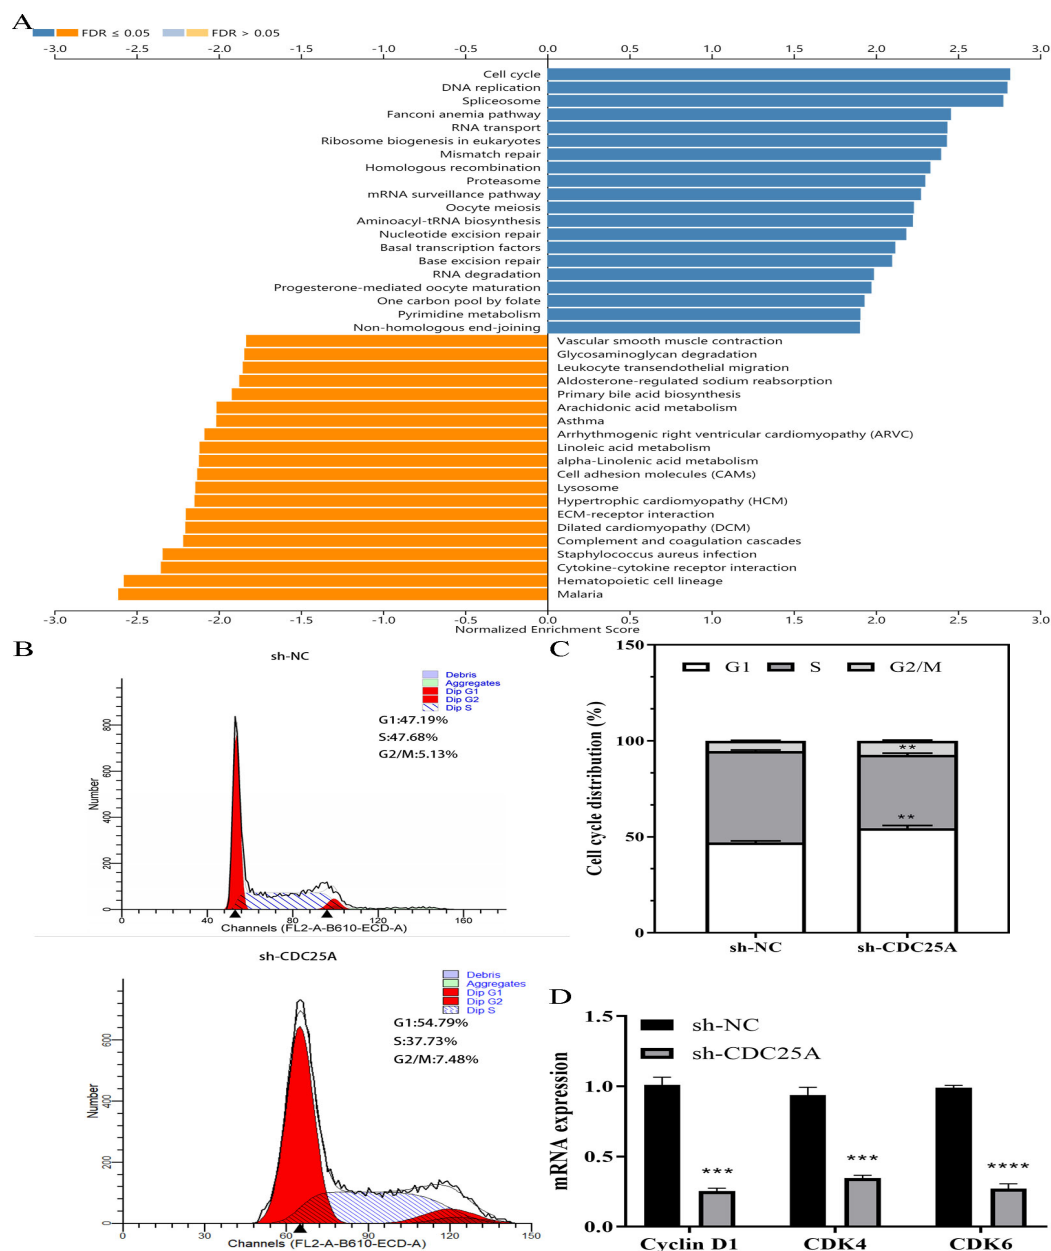 A
FDR ≤ 0.05 FDR > 0.05
-3.0 -2.5 -2.0 -1.5 -1.0 -0.5 0.0 0.5 1.0 1.5 2.0 2.5 3.0
Cell cycle
DNA replication
Spliceosome
Fanconi anemia pathway
RNA transport
Ribosome biogenesis in eukaryotes
Mismatch repair
Homologous recombination
Proteasome
mRNA surveillance pathway
Oocyte meiosis
Aminoacyl-tRNA biosynthesis
Nucleotide excision repair
Basal transcription factors
Base excision repair
RNA degradation
Progesterone-mediated oocyte maturation
One carbon pool by folate
Pyrimidine metabolism
Non-homologous end-joining
Vascular smooth muscle contraction
Glycosaminoglycan degradation
Leukocyte transendothelial migration
Aldosterone-regulated sodium reabsorption
Primary bile acid biosynthesis
Arachidonic acid metabolism
Asthma
Arrhythmogenic right ventricular cardiomyopathy (ARVC)
Linoleic acid metabolism
alpha-Linolenic acid metabolism
Cell adhesion molecules (CAMs)
Lysosome
Hypertrophic cardiomyopathy (HCM)
ECM-receptor interaction
Dilated cardiomyopathy (DCM)
Complement and coagulation cascades
Staphylococcus aureus infection
Cytokine-cytokine receptor interaction
Hematopoietic cell lineage
Malaria
-3.0 -2.5 -2.0 -1.5 -1.0 -0.5 0.0 0.5 1.0 1.5 2.0 2.5 3.0
Normalized Enrichment Score
B
sh-NC
Debris
Aggregates
Dip G1
Dip G2
Dip S
G1:47.19%
S:47.68%
G2/M:5.13%
Number
800
600
400
200
0
0 40 80 120 160
Channels (FL2-A-B610-ECD-A)
sh-CDC25A
Debris
Aggregates
Dip G1
Dip G2
Dip S
G1:54.79%
S:37.73%
G2/M:7.48%
Number
600
400
200
0
0 30 60 90 120 150
Channels (FL2-A-B610-ECD-A)
C
G1 S G2/M
Cell cycle distribution (%)
150
100
50
0
**
**
sh-NC sh-CDC25A
D
sh-NC
sh-CDC25A
mRNA expression
1.5
1.0
0.5
0.0
*** *** ****
Cyclin D1 CDK4 CDK6